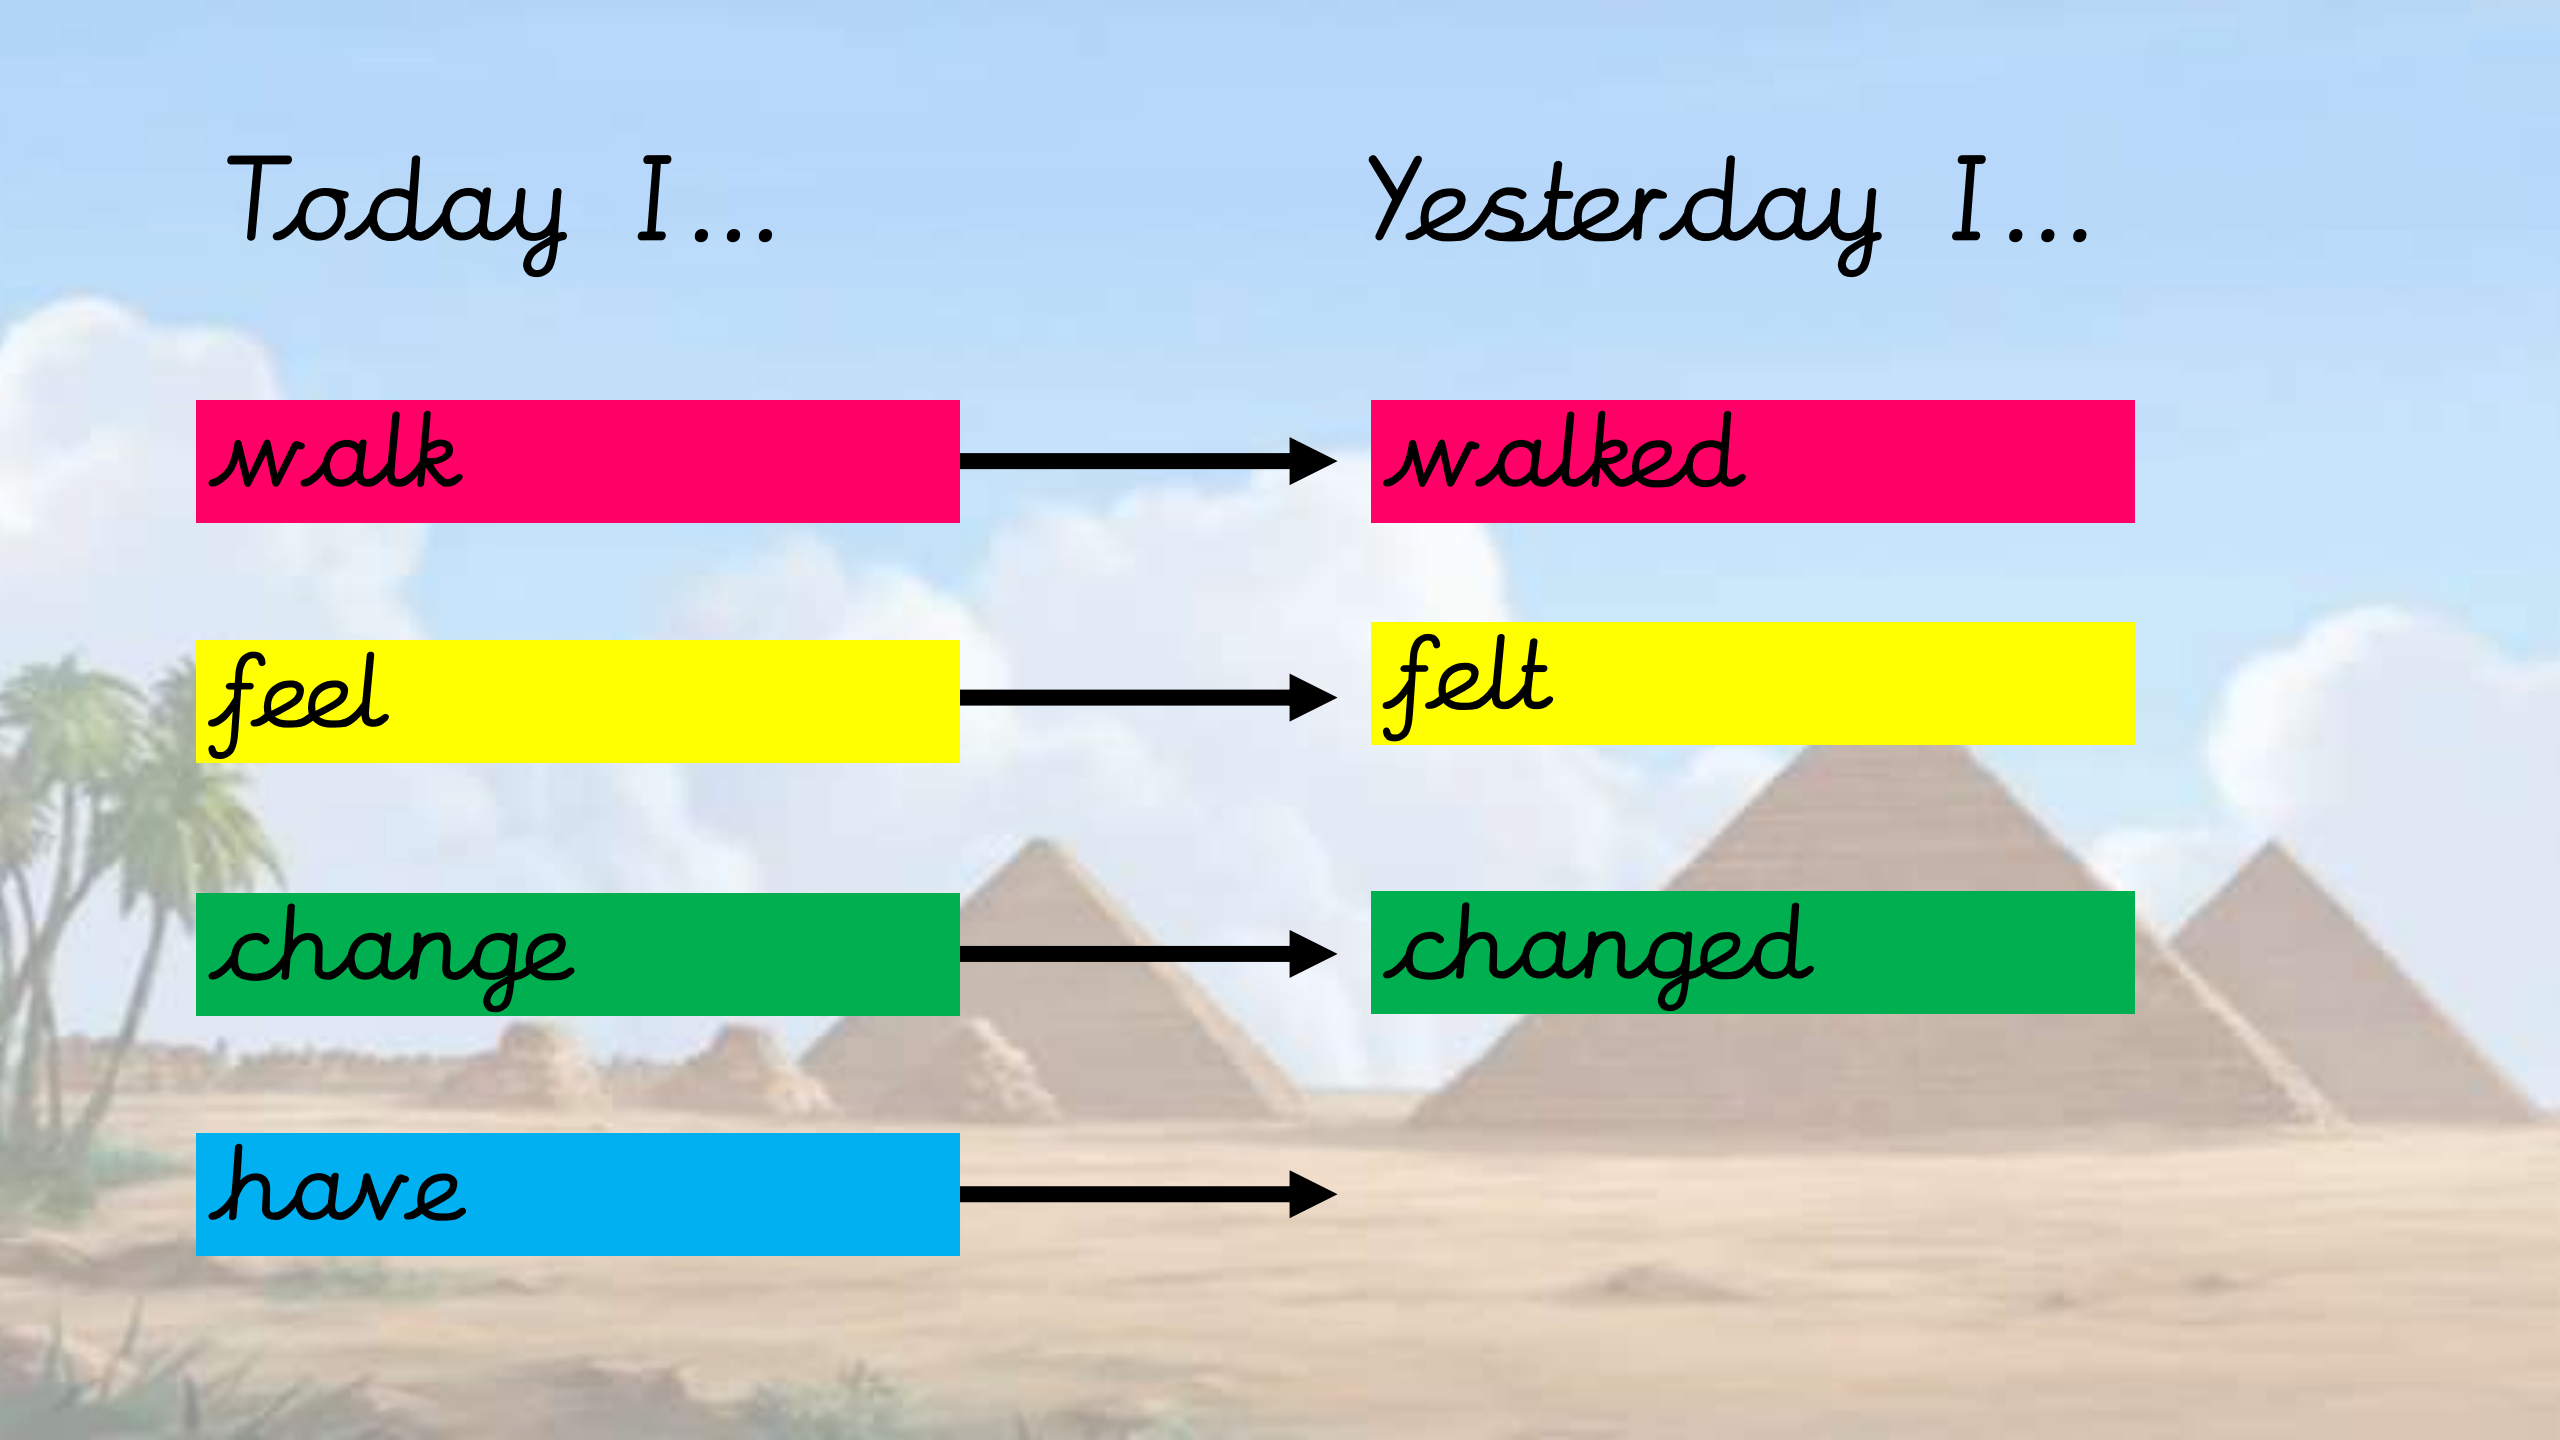 Today I...
Yesterday I...
walk
walked
feel
felt
change
changed
have